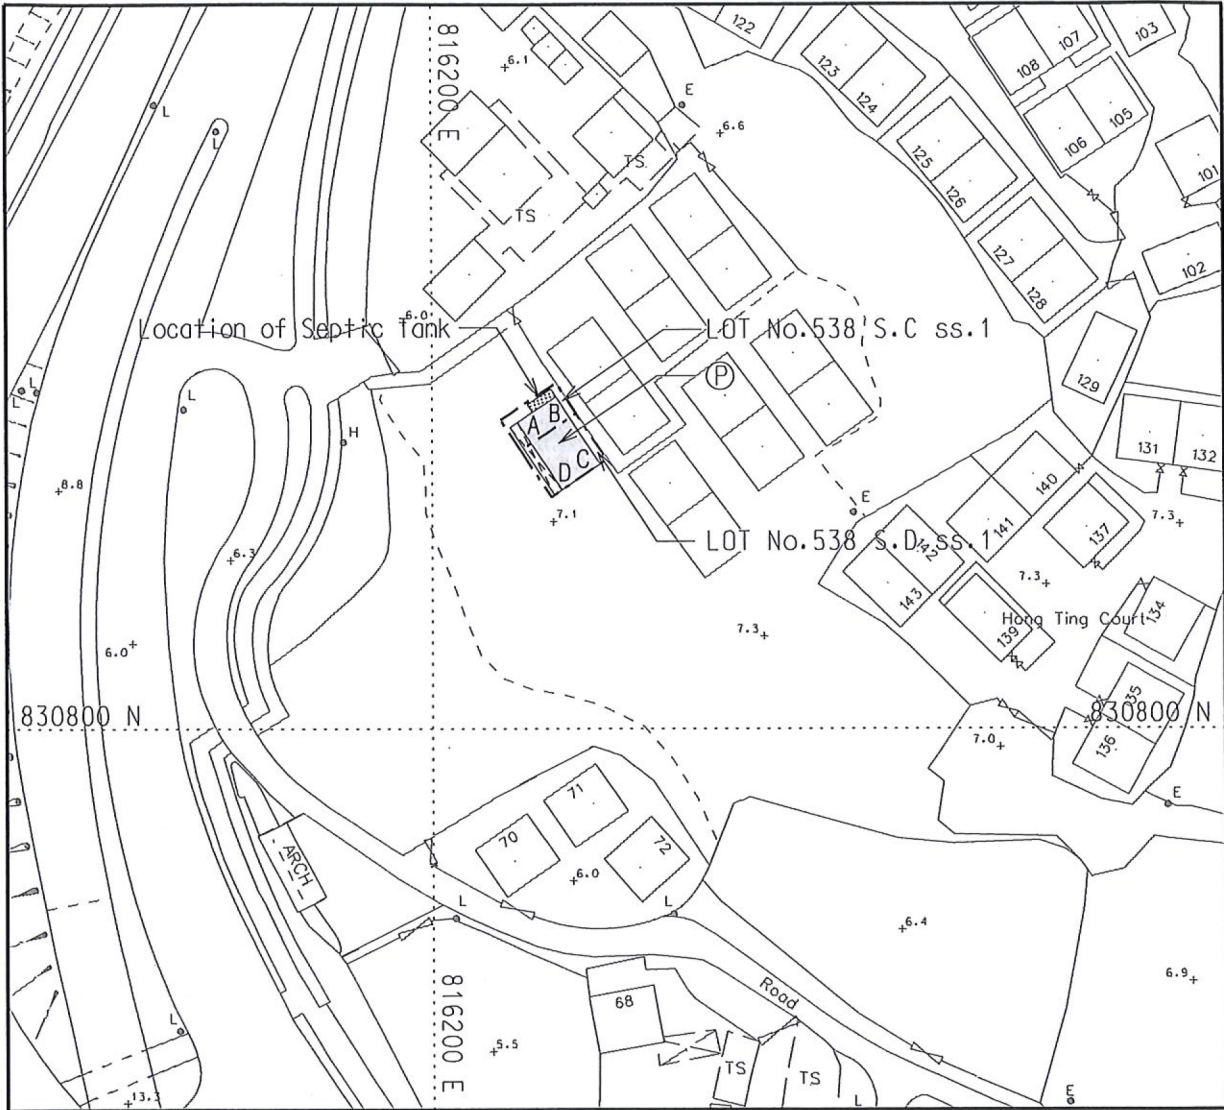 122
123
124
107
103
108
105
106
101
102
816200 E
6.1
E
6.6
L
L
TS
TS
125
126
127
128
129
6.0
Location of Septic Tank
LOT No.538 S.C ss.1
P
L
L
L
H
A
B
C
D
131
132
8.8
7.1
E
140
141
137
7.3
LOT No.538 S.D ss.1
142
143
6.3
7.3
Hong Ting Court
134
139
7.3
6.0
135
830800 N
830800 N
7.0
136
E
71
70
72
ARCH
6.0
L
L
6.4
6.9
68
Road
816200 E
5.5
L
TS
TS
13.3
L
E